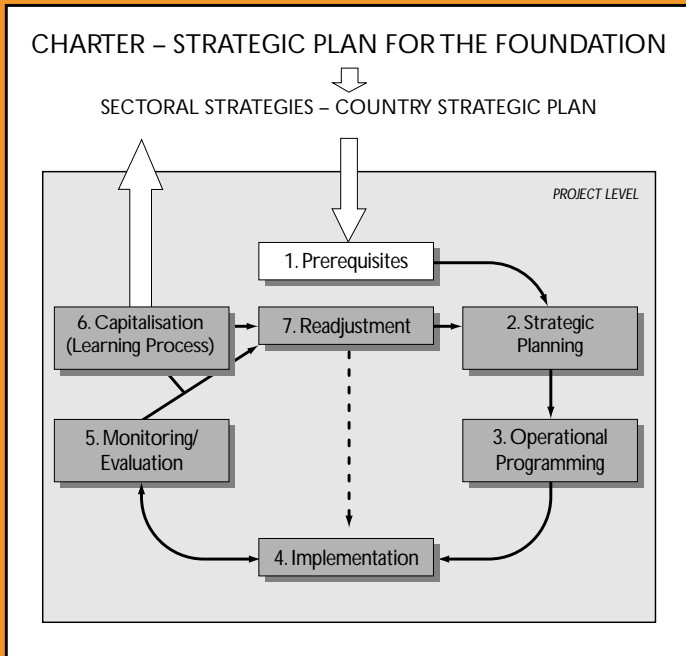 CHARTER – STRATEGIC PLAN FOR THE FOUNDATION
SECTORAL STRATEGIES – COUNTRY STRATEGIC PLAN
PROJECT LEVEL
1. Prerequisites
6. Capitalisation
(Learning Process)
7. Readjustment
2. Strategic
Planning
5. Monitoring/
Evaluation
3. Operational
Programming
4. Implementation